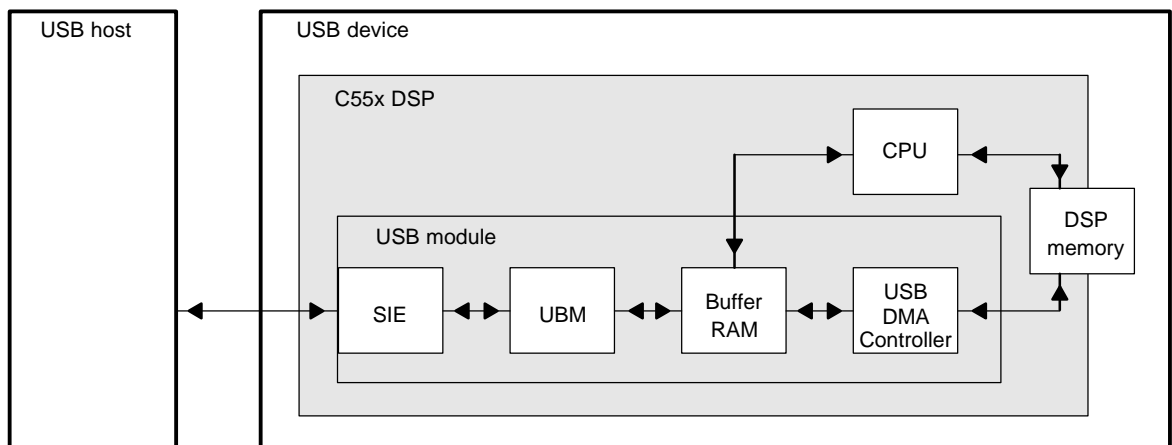 USB host
USB device
C55x DSP
CPU
DSP
memory
USB module
SIE
UBM
Buffer
RAM
USB
DMA
Controller